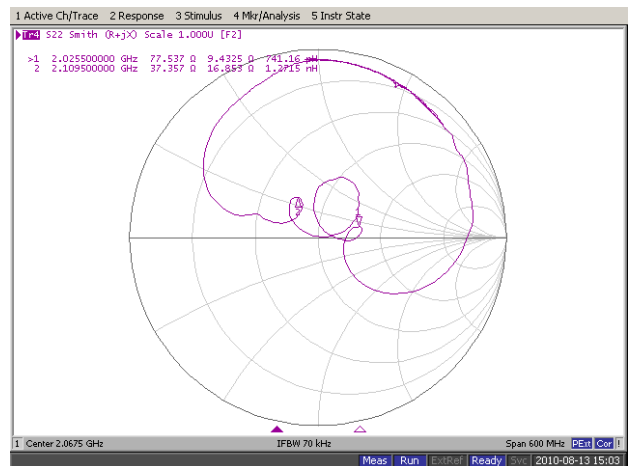 1 Active Ch/Trace 2 Response 3 Stimulus 4 Mkr/Analysis 5 Instr State
Tr4 S22 Smith (R+jX) Scale 1.000U [F2]
>1 2.025500000 GHz 77.537 Ω 9.4325 Ω 741.16 pH
2 2.109500000 GHz 37.357 Ω 16.853 Ω 1.2715 nH
1 Center 2.0675 GHz IFBW 70 kHz Span 600 MHz PExt Cor !
Meas Run ExtRef Ready Svc 2010-08-13 15:03